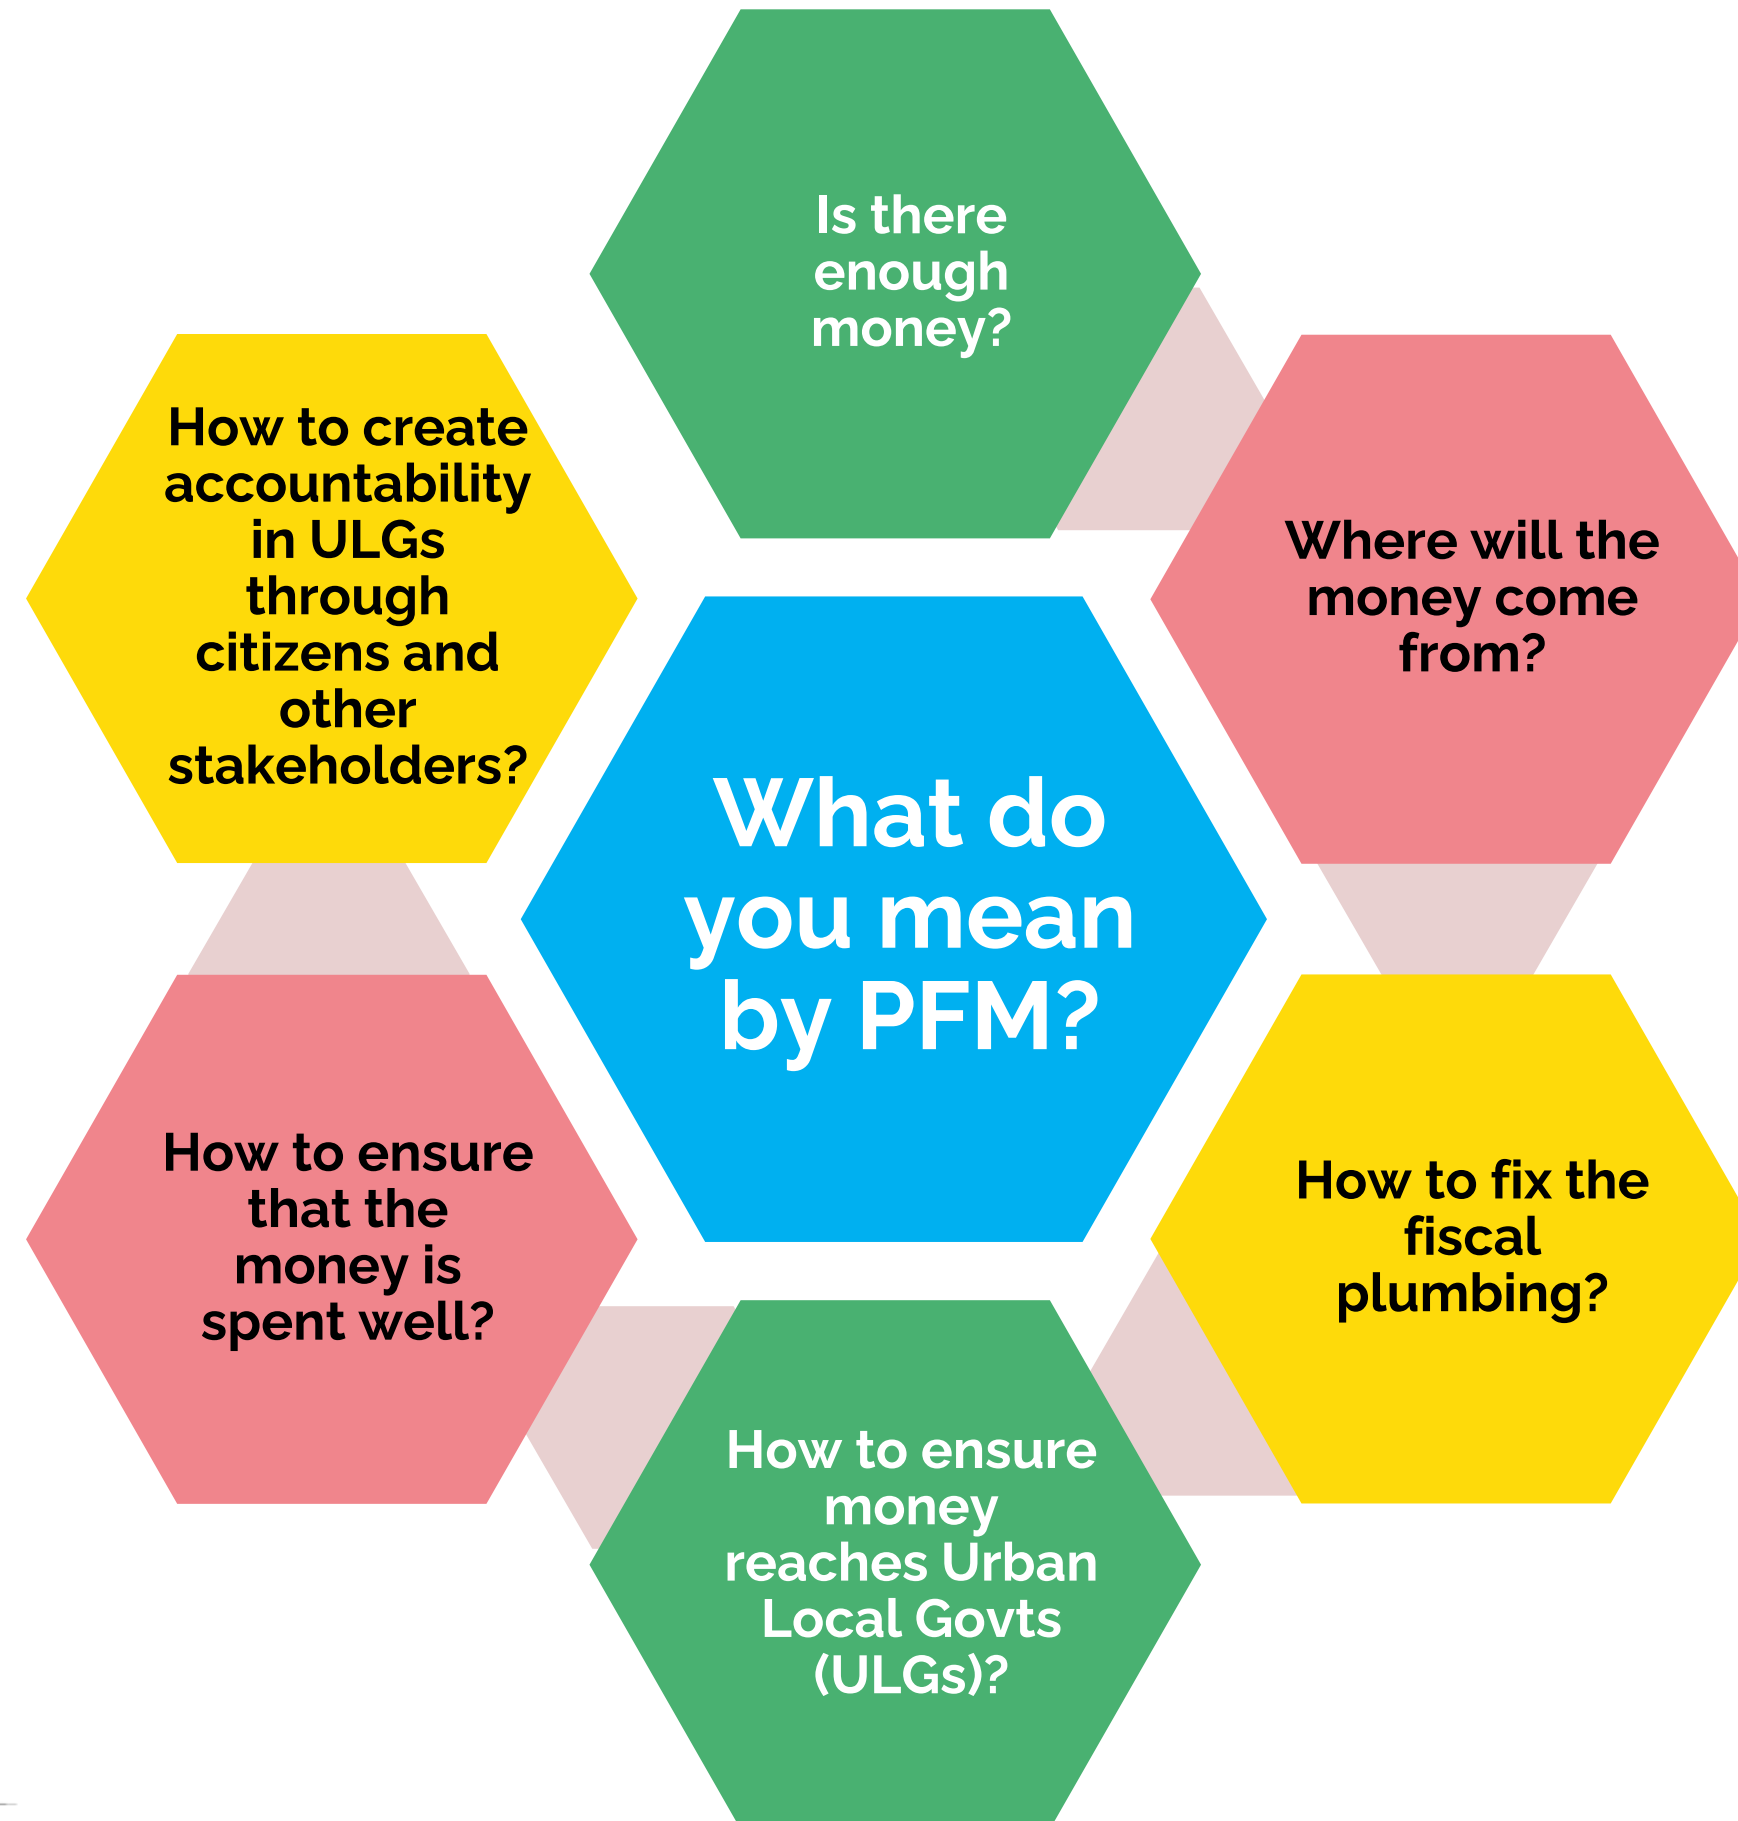 Is there
enough
money?
Where will the
money come
from?
How to fix the
fiscal
plumbing?
How to ensure
money
reaches Urban
Local Govts
(ULGs)?
How to ensure
that the
money is
spent well?
How to create
accountability
in ULGs
through
citizens and
other
stakeholders?
What do
you mean
by PFM?